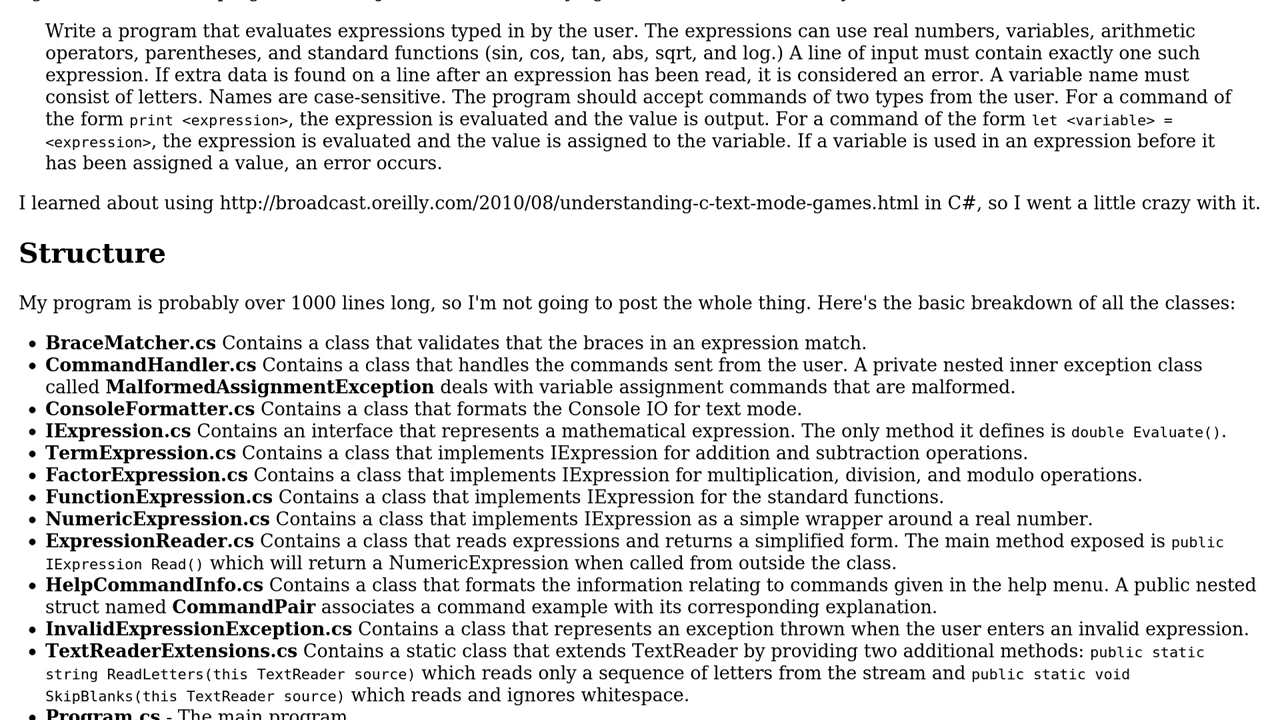 Write a program that evaluates expressions typed in by the user. The expressions can use real numbers, variables, arithmetic
operators, parentheses, and standard functions (sin, cos, tan, abs, sqrt, and log.) A line of input must contain exactly one such
expression. If extra data is found on a line after an expression has been read, it is considered an error. A variable name must
consist of letters. Names are case-sensitive. The program should accept commands of two types from the user. For a command of
the form print <expression>, the expression is evaluated and the value is output. For a command of the form let <variable> =
<expression>, the expression is evaluated and the value is assigned to the variable. If a variable is used in an expression before it
has been assigned a value, an error occurs.
I learned about using http://broadcast.oreilly.com/2010/08/understanding-c-text-mode-games.html in C#, so I went a little crazy with it.
Structure
My program is probably over 1000 lines long, so I'm not going to post the whole thing. Here's the basic breakdown of all the classes:
• BraceMatcher.cs Contains a class that validates that the braces in an expression match.
• CommandHandler.cs Contains a class that handles the commands sent from the user. A private nested inner exception class
called MalformedAssignmentException deals with variable assignment commands that are malformed.
• ConsoleFormatter.cs Contains a class that formats the Console IO for text mode.
• IExpression.cs Contains an interface that represents a mathematical expression. The only method it defines is double Evaluate().
• TermExpression.cs Contains a class that implements IExpression for addition and subtraction operations.
• FactorExpression.cs Contains a class that implements IExpression for multiplication, division, and modulo operations.
• FunctionExpression.cs Contains a class that implements IExpression for the standard functions.
• NumericExpression.cs Contains a class that implements IExpression as a simple wrapper around a real number.
• ExpressionReader.cs Contains a class that reads expressions and returns a simplified form. The main method exposed is public
IExpression Read() which will return a NumericExpression when called from outside the class.
• HelpCommandInfo.cs Contains a class that formats the information relating to commands given in the help menu. A public nested
struct named CommandPair associates a command example with its corresponding explanation.
• InvalidExpressionException.cs Contains a class that represents an exception thrown when the user enters an invalid expression.
• TextReaderExtensions.cs Contains a static class that extends TextReader by providing two additional methods: public static
string ReadLetters(this TextReader source) which reads only a sequence of letters from the stream and public static void
SkipBlanks(this TextReader source) which reads and ignores whitespace.
• Program.cs - The main program